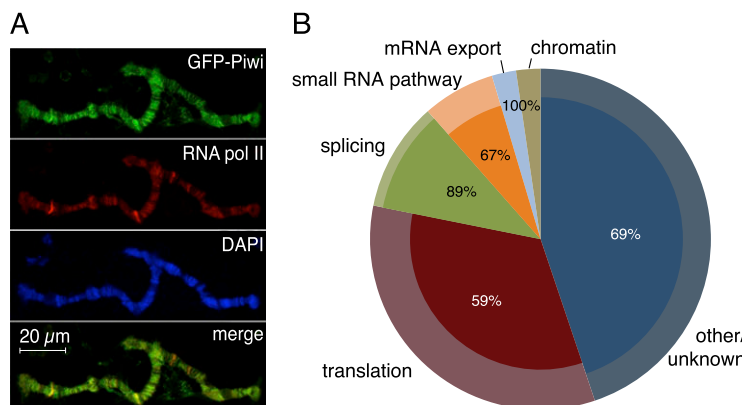 A
GFP-Piwi
RNA pol II
DAPI
merge
20 µm
B
mRNA export
chromatin
small RNA pathway
100%
splicing
67%
89%
69%
59%
other/
unknown
translation